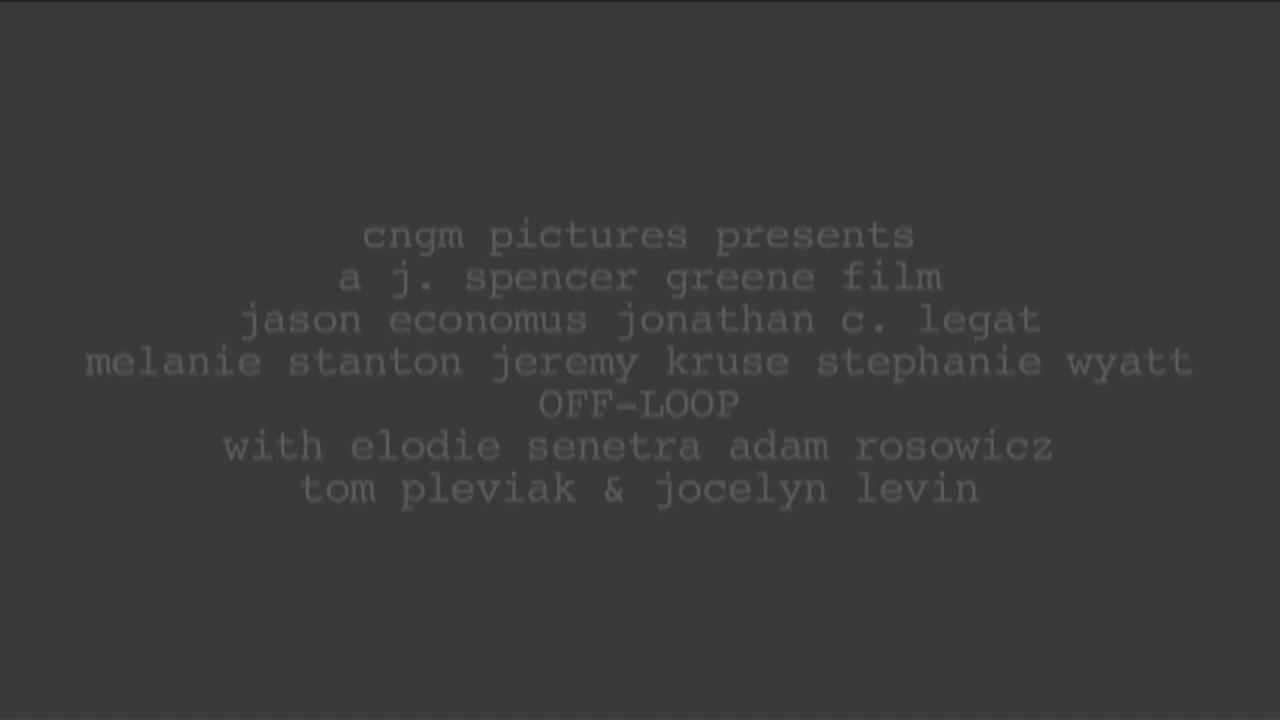 cngm pictures presents
a j. spencer greene film
jason economus jonathan c. legat
melanie stanton jeremy kruse stephanie wyatt
OFF-LOOP
with elodie senetra adam rosowicz
tom pleviak & jocelyn levin